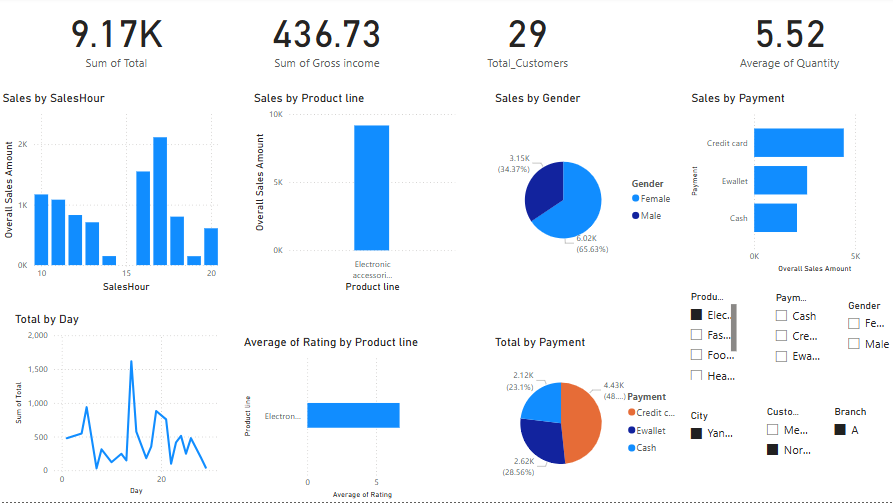 9.17K
Sum of Total
436.73
Sum of Gross income
29
Total_Customers
5.52
Average of Quantity
Sales by SalesHour
Overall Sales Amount
2K
1K
0K
10
15
20
SalesHour
Sales by Product line
Overall Sales Amount
10K
5K
0K
Electronic
accessori...
Product line
Sales by Gender
3.15K
(34.37%)
6.02K
(65.63%)
Gender
Female
Male
Sales by Payment
Payment
Credit card
Ewallet
Cash
0K
5K
Overall Sales Amount
Total by Day
Sum of Total
2,000
1,500
1,000
500
0
0
20
Day
Average of Rating by Product line
Product line
Electron...
0
5
Average of Rating
Total by Payment
2.12K
(23.1%)
4.43K
(48....)
2.62K
(28.56%)
Payment
Credit c...
Ewallet
Cash
Produ...
Elec...
Fas...
Foo...
Hea...
Paym...
Cash
Cre...
Ewa...
Gender
Fe...
Male
City
Yan...
Custo...
Me...
Nor...
Branch
A